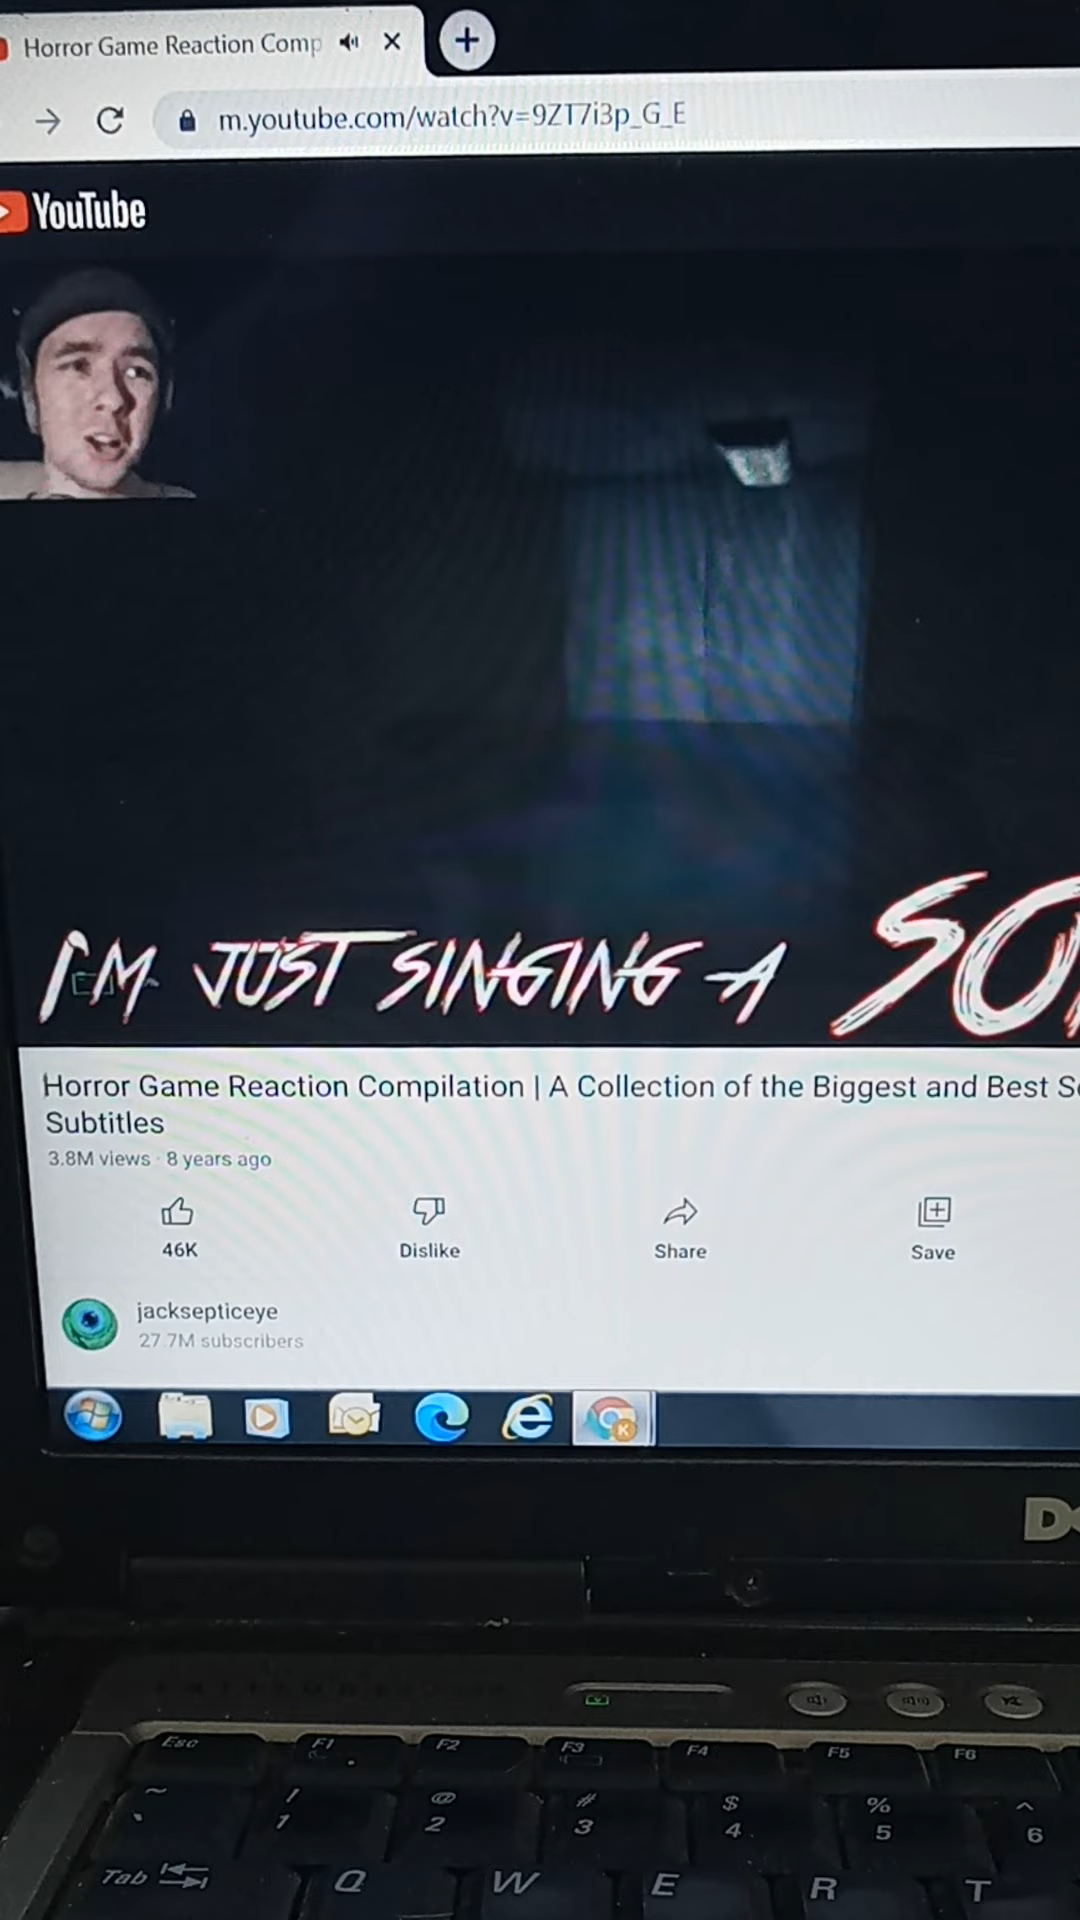 Horror Game Reaction Comp
m.youtube.com/watch?v=9ZT7i3p_G_E
YouTube
I'M JUST SINGING A SO
Horror Game Reaction Compilation | A Collection of the Biggest and Best S
Subtitles
3.8M views · 8 years ago
46K Dislike Share Save
jacksepticeye
27.7M subscribers
K
D
Esc F1 F2 F3 F4 F5 F6
~ ! @ # $ % ^
` 1 2 3 4 5 6
Tab Q W E R T